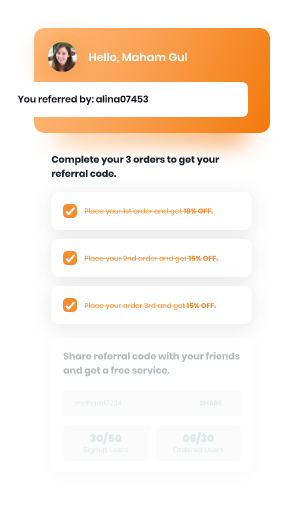 Hello, Maham Gul
You referred by: alina07453
Complete your 3 orders to get your
referral code.
Place your 1st order and get 18% OFF.
Place your 2nd order and get 15% OFF.
Place your order 3rd and get 15% OFF.
Share referral code with your friends
and get a free service.
SHARE
30/50
06/30
Signup Users
Ordered Users